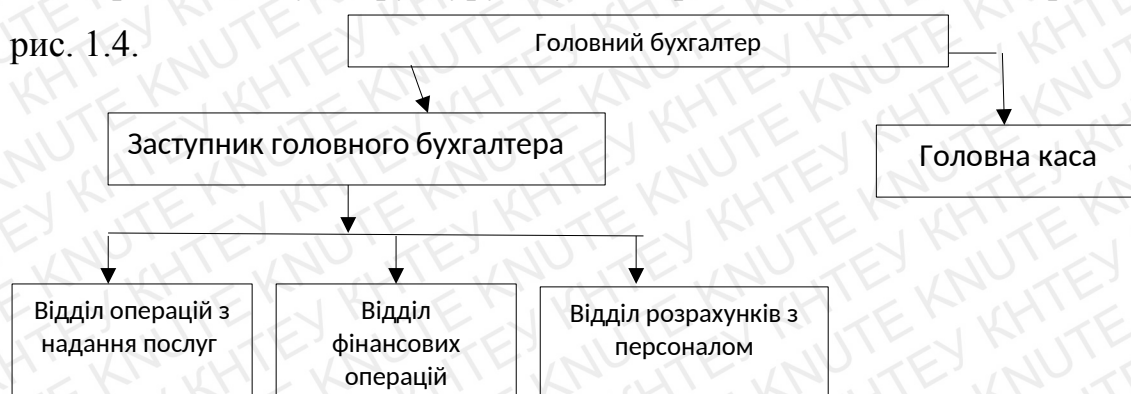 рис. 1.4.
Головний бухгалтер
Заступник головного бухгалтера
Головна каса
Відділ операцій з
надання послуг
Відділ
фінансових
операцій
Відділ розрахунків з
персоналом